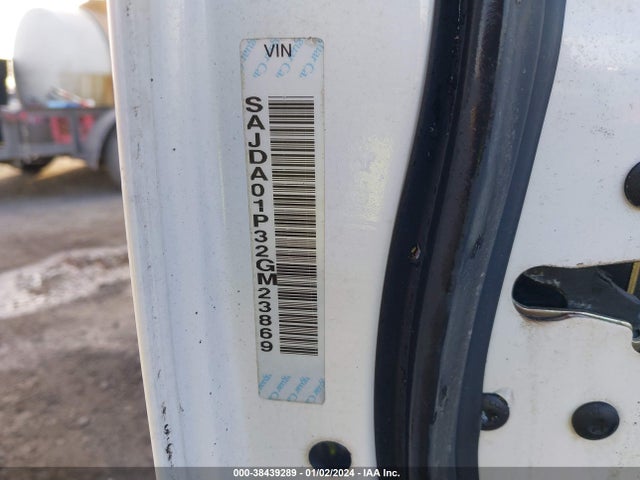 VIN
SAJDA01P32GM23869
000-38439289 - 01/02/2024 - IAA Inc.